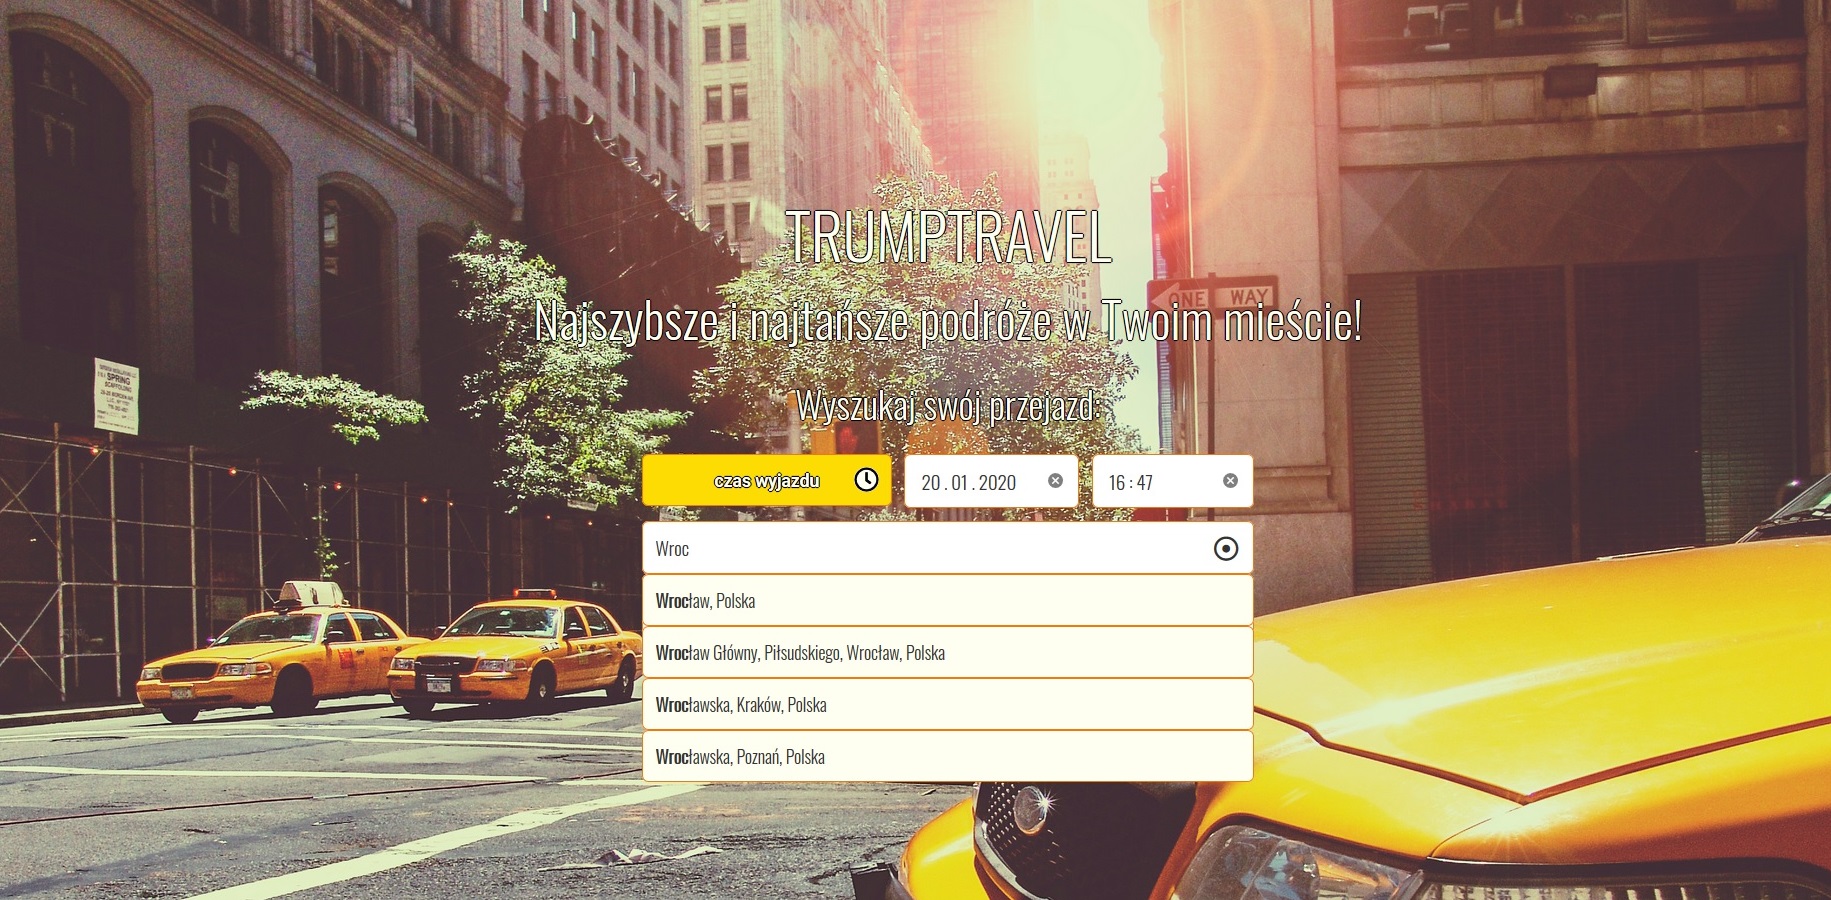 TRUMPTRAVEL
Najszybsze i najtańsze podróże w Twoim mieście!
ONE WAY
SPRING
SCAFFOLDING
Wyszukaj swój przejazd:
czas wyjazdu
20 . 01 . 2020
16 : 47
Wroc
Wrocław, Polska
Wrocław Główny, Piłsudskiego, Wrocław, Polska
Wrocławska, Kraków, Polska
Wrocławska, Poznań, Polska